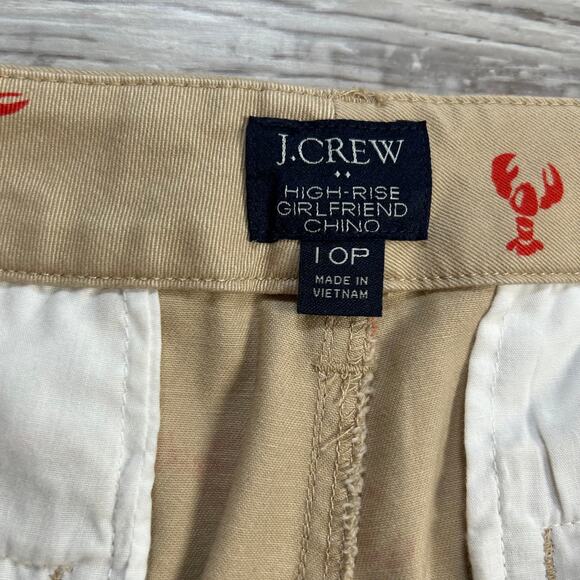 J.CREW
HIGH-RISE
GIRLFRIEND
CHINO
10P
MADE IN
VIETNAM